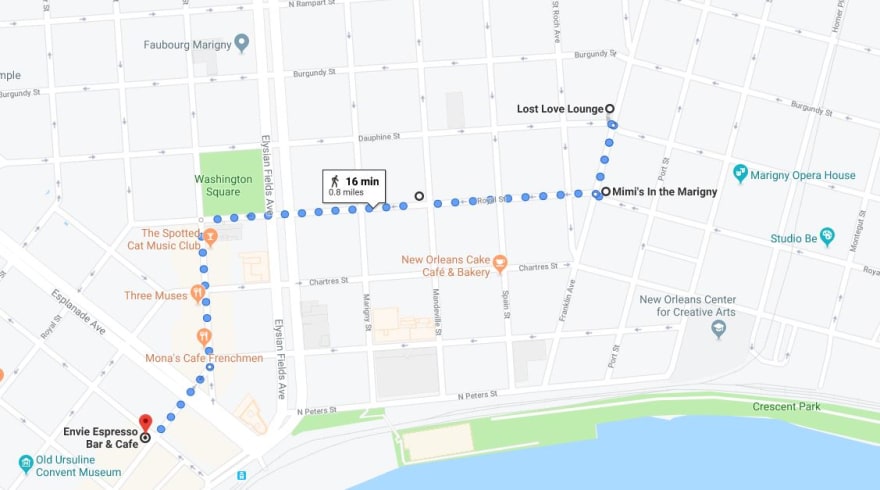 N Rampart St
Faubourg Marigny
St Roch Ave
Homer Pl
mple
Burgundy St
Burgundy St
Burgundy St
Burgundy St
Lost Love Lounge
Dauphine St
Elysian Fields Ave
Washington
Square
16 min
0.8 miles
Royal St
Mimi's In the Marigny
Port St
Marigny Opera House
Montegut St
Studio Be
The Spotted
Cat Music Club
New Orleans Cake
Café & Bakery
Chartres St
Chartres St
Roya
Three Muses
Esplanade Ave
Royal St
Marigny St
Mandeville St
Spain St
Franklin Ave
New Orleans Center
for Creative Arts
Elysian Fields Ave
Mona's Cafe Frenchmen
Port St
N Peters St
N Peters St
Crescent Park
Envie Espresso
Bar & Cafe
Old Ursuline
Convent Museum